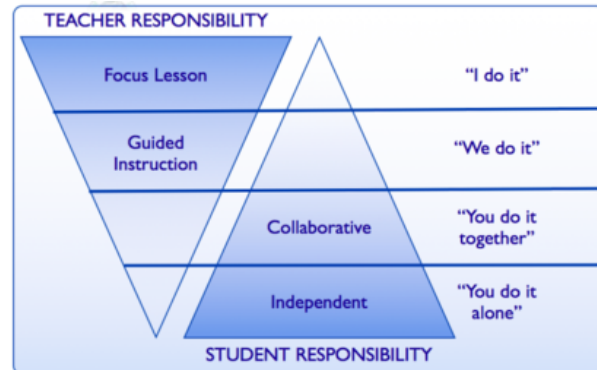 TEACHER RESPONSIBILITY
Focus Lesson
“I do it”
Guided
Instruction
“We do it”
Collaborative
“You do it
together”
Independent
“You do it
alone”
STUDENT RESPONSIBILITY